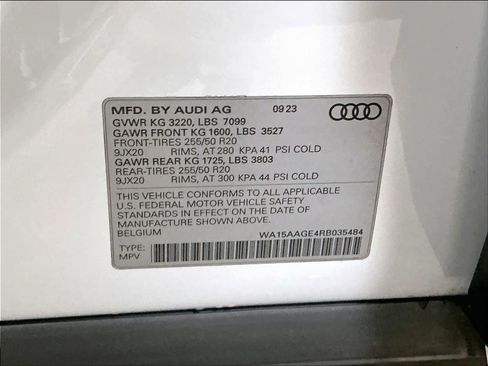 MFD. BY AUDI AG 09 23
GVWR KG 3220, LBS 7099
GAWR FRONT KG 1600, LBS 3527
FRONT-TIRES 255/50 R20
9JX20 RIMS, AT 280 KPA 41 PSI COLD
GAWR REAR KG 1725, LBS 3803
REAR-TIRES 255/50 R20
9JX20 RIMS, AT 300 KPA 44 PSI COLD
THIS VEHICLE CONFORMS TO ALL APPLICABLE
U.S. FEDERAL MOTOR VEHICLE SAFETY
STANDARDS IN EFFECT ON THE DATE OF
MANUFACTURE SHOWN ABOVE.
BELGIUM WA15AAGE4RB035484
TYPE:
MPV